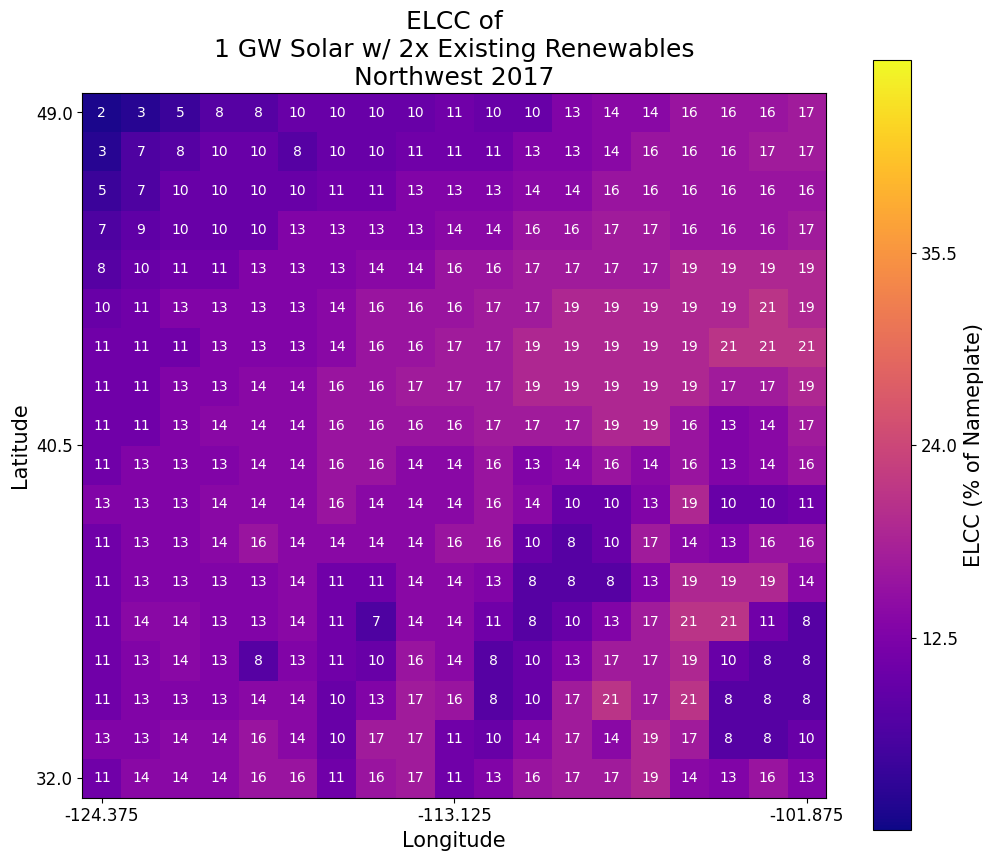 ELCC of
1 GW Solar w/ 2x Existing Renewables
Northwest 2017
49.0 2 3 5 8 8 10 10 10 10 11 10 10 13 14 14 16 16 16 17
3 7 8 10 10 8 10 10 11 11 11 13 13 14 16 16 16 17 17
5 7 10 10 10 10 11 11 13 13 13 14 14 16 16 16 16 16 16
7 9 10 10 10 13 13 13 13 14 14 16 16 17 17 16 16 16 17
8 10 11 11 13 13 13 14 14 16 16 17 17 17 17 19 19 19 19
35.5
10 11 13 13 13 13 14 16 16 16 17 17 19 19 19 19 19 21 19
11 11 11 13 13 13 14 16 16 17 17 19 19 19 19 19 21 21 21
11 11 13 13 14 14 16 16 17 17 17 19 19 19 19 19 17 17 19
11 11 13 14 14 14 16 16 16 16 17 17 17 19 19 16 13 14 17
40.5 24.0
11 13 13 13 14 14 16 16 14 14 16 13 14 16 14 16 13 14 16
13 13 13 14 14 14 16 14 14 14 16 14 10 10 13 19 10 10 11
11 13 13 14 16 14 14 14 14 16 16 10 8 10 17 14 13 16 16
11 13 13 13 13 14 11 11 14 14 13 8 8 8 13 19 19 19 14
11 14 14 13 13 14 11 7 14 14 11 8 10 13 17 21 21 11 8
12.5
11 13 14 13 8 13 11 10 16 14 8 10 13 17 17 19 10 8 8
11 13 13 13 14 14 10 13 17 16 8 10 17 21 17 21 8 8 8
13 13 14 14 16 14 10 17 17 11 10 14 17 14 19 17 8 8 10
32.0 11 14 14 14 16 16 11 16 17 11 13 16 17 17 19 14 13 16 13
-124.375 -113.125 -101.875
Longitude
Latitude
ELCC (% of Nameplate)